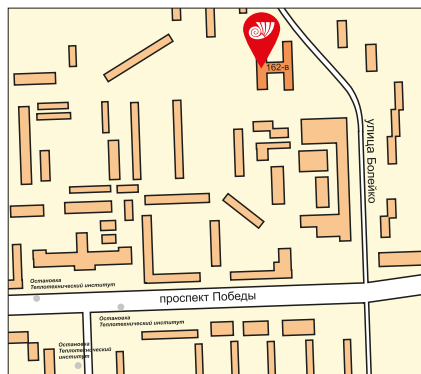 162-в
улица Болейко
Остановка
Теплотехнический институт
проспект Победы
Остановка
Теплотехнический институт
Остановка
Теплотехнический
институт